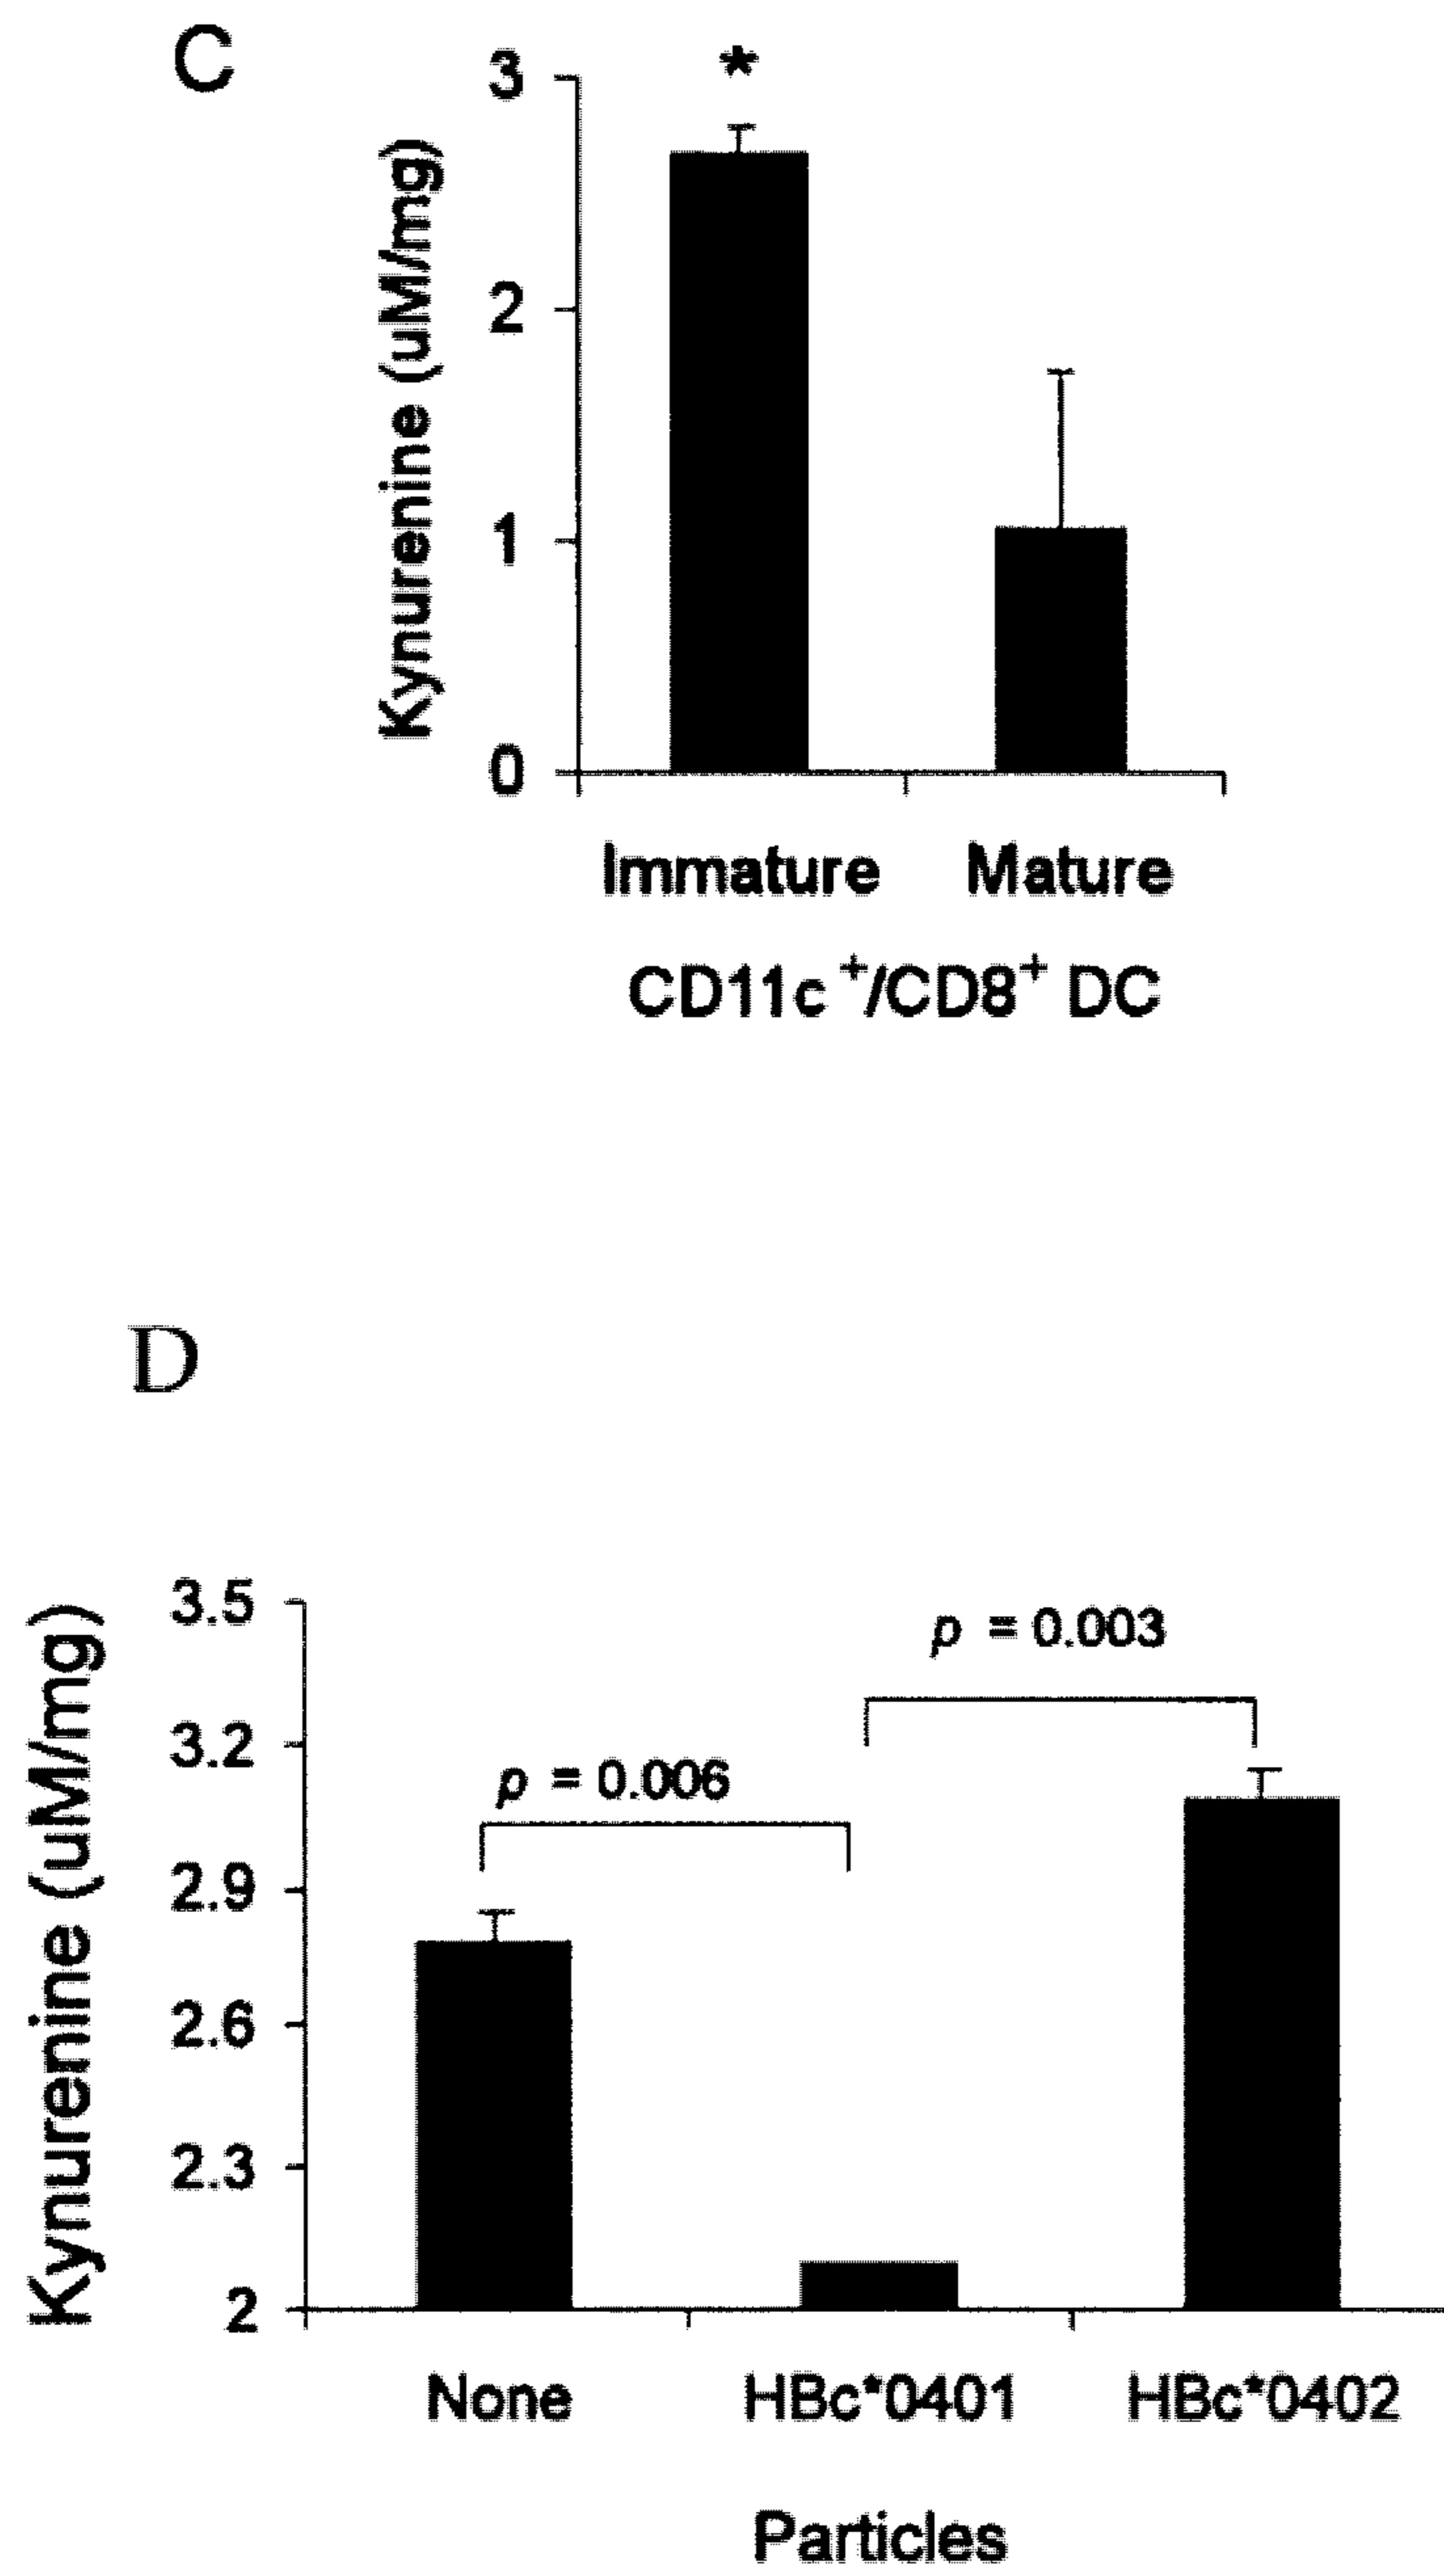 C
*
3
2
1
0
Kynurenine (uM/mg)
Immature Mature
CD11c +/CD8+ DC
D
3.5
3.2
2.9
2.6
2.3
2
Kynurenine (uM/mg)
p = 0.003
p = 0.006
None HBc*0401 HBc*0402
Particles